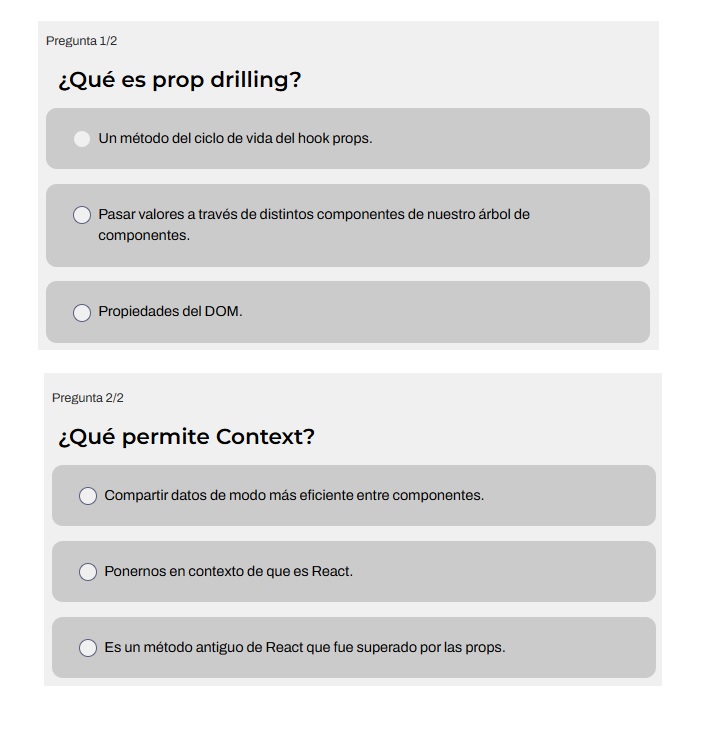 Pregunta 1/2
¿Qué es prop drilling?
Un método del ciclo de vida del hook props.
Pasar valores a través de distintos componentes de nuestro árbol de
componentes.
Propiedades del DOM.
Pregunta 2/2
¿Qué permite Context?
Compartir datos de modo más eficiente entre componentes.
Ponernos en contexto de que es React.
Es un método antiguo de React que fue superado por las props.